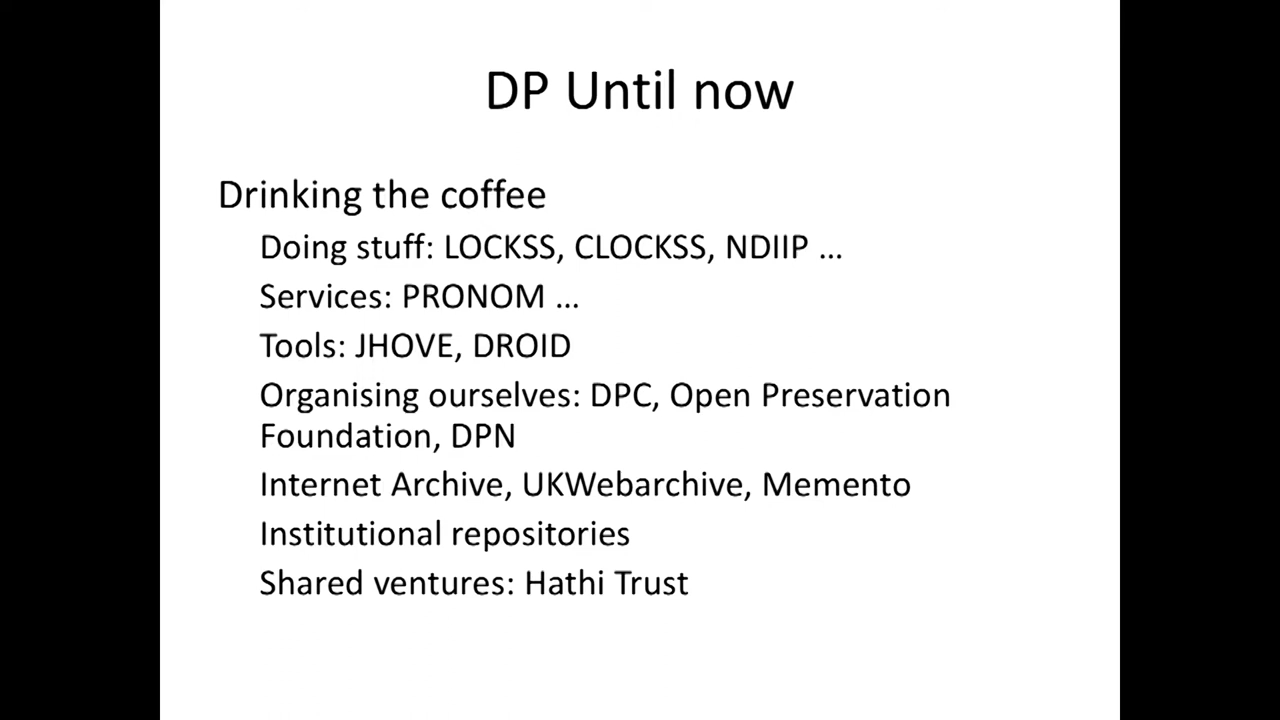 DP Until now
Drinking the coffee
Doing stuff: LOCKSS, CLOCKSS, NDIIP ...
Services: PRONOM ...
Tools: JHOVE, DROID
Organising ourselves: DPC, Open Preservation
Foundation, DPN
Internet Archive, UKWebarchive, Memento
Institutional repositories
Shared ventures: Hathi Trust